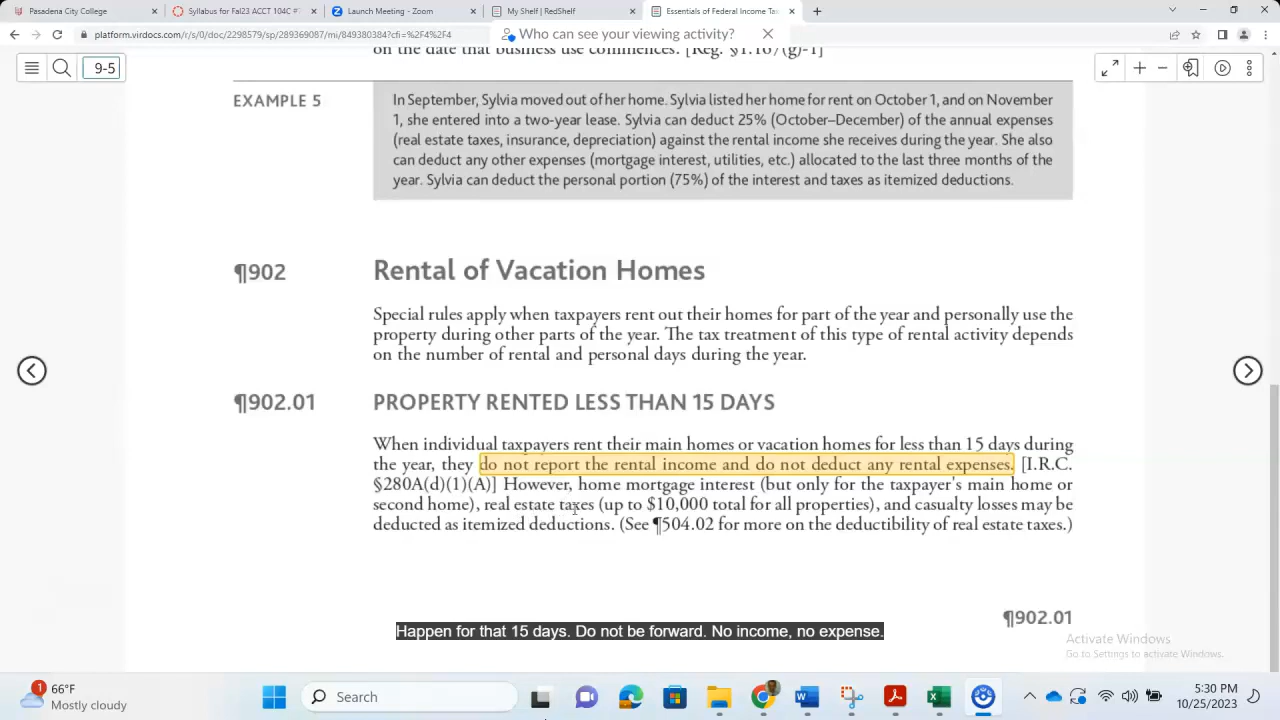 Pasadena City College
Syllabus for Fal23 ACCT 104C #
Launch Meeting - Zoom
My Shelf | RedShelf
Essentials of Federal Income Tax
platform.virdocs.com/r/s/0/doc/2298579/sp/289369087/mi/849380384?cfi=%2F4%2F4
Who can see your viewing activity?
9-5
on the date that business use commences. [Reg. §1.167(g)-1]
EXAMPLE 5
In September, Sylvia moved out of her home. Sylvia listed her home for rent on October 1, and on November
1, she entered into a two-year lease. Sylvia can deduct 25% (October–December) of the annual expenses
(real estate taxes, insurance, depreciation) against the rental income she receives during the year. She also
can deduct any other expenses (mortgage interest, utilities, etc.) allocated to the last three months of the
year. Sylvia can deduct the personal portion (75%) of the interest and taxes as itemized deductions.
¶902 Rental of Vacation Homes
Special rules apply when taxpayers rent out their homes for part of the year and personally use the
property during other parts of the year. The tax treatment of this type of rental activity depends
on the number of rental and personal days during the year.
¶902.01 PROPERTY RENTED LESS THAN 15 DAYS
When individual taxpayers rent their main homes or vacation homes for less than 15 days during
the year, they do not report the rental income and do not deduct any rental expenses. [I.R.C.
§280A(d)(1)(A)] However, home mortgage interest (but only for the taxpayer's main home or
second home), real estate taxes (up to $10,000 total for all properties), and casualty losses may be
deducted as itemized deductions. (See ¶504.02 for more on the deductibility of real estate taxes.)
¶902.01
Happen for that 15 days. Do not be forward. No income, no expense.
Activate Windows
Go to Settings to activate Windows.
1
66°F
Mostly cloudy
Search
5:30 PM
10/25/2023